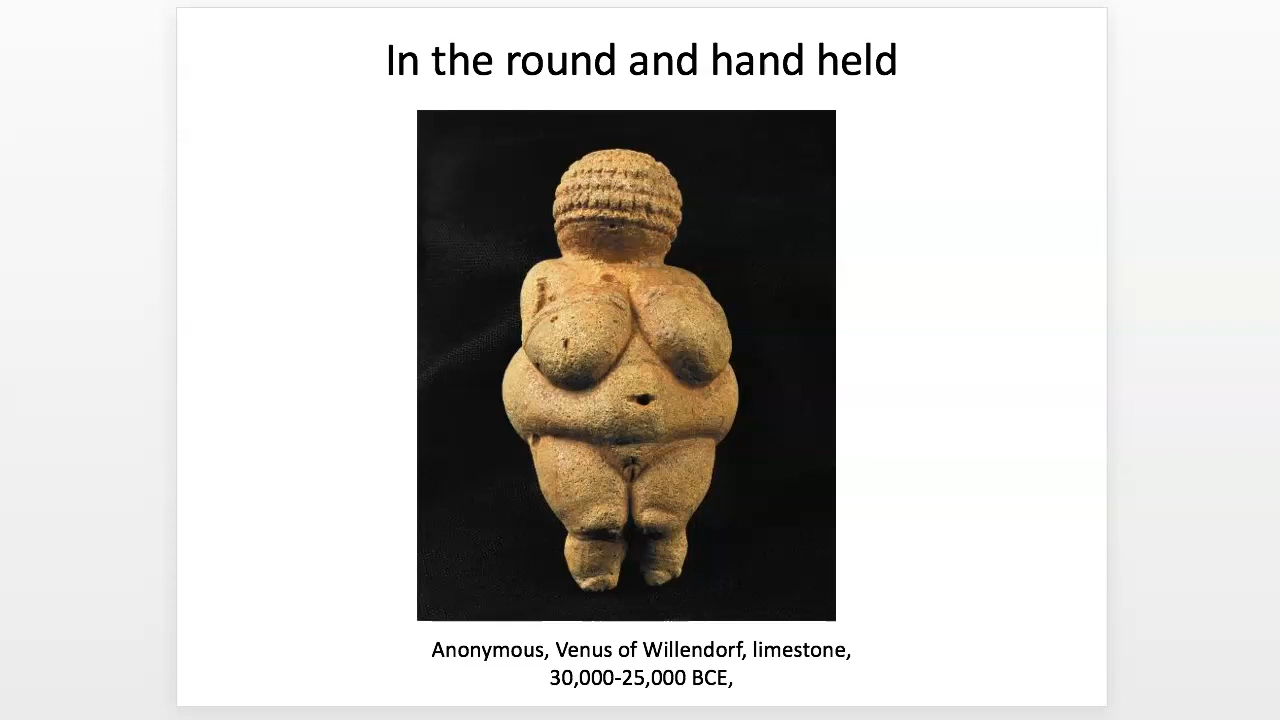 In the round and hand held
Anonymous, Venus of Willendorf, limestone,
30,000-25,000 BCE,